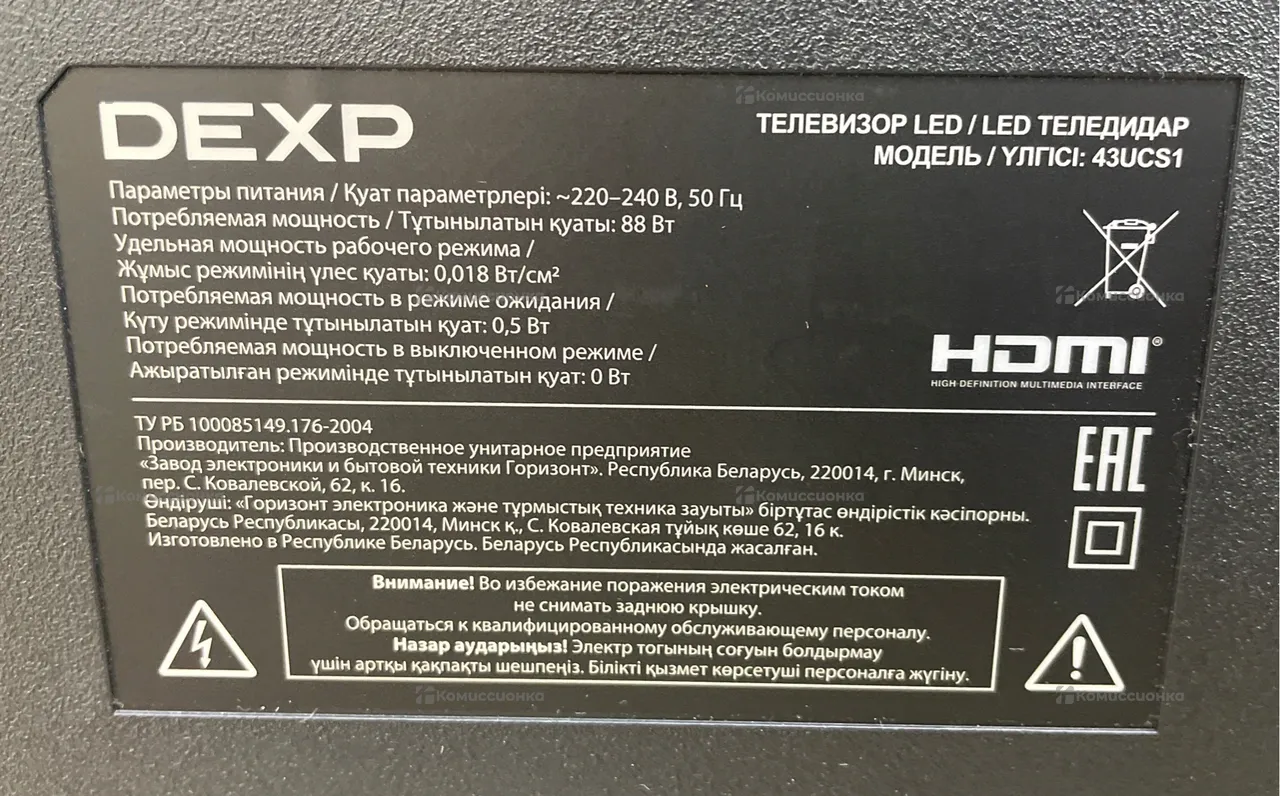 DEXP
ТЕЛЕВИЗОР LED / LED ТЕЛЕДИДАР
МОДЕЛЬ / ҮЛГІСІ: 43UCS1
Параметры питания / Қуат параметрлері: ~220–240 В, 50 Гц
Потребляемая мощность / Тұтынылатын қуаты: 88 Вт
Удельная мощность рабочего режима /
Жұмыс режимінің үлес қуаты: 0,018 Вт/см²
Потребляемая мощность в режиме ожидания /
Күту режимінде тұтынылатын қуат: 0,5 Вт
Потребляемая мощность в выключенном режиме /
Ажыратылған режимінде тұтынылатын қуат: 0 Вт
HDMI®
HIGH-DEFINITION MULTIMEDIA INTERFACE
ТУ РБ 100085149.176-2004
Производитель: Производственное унитарное предприятие
«Завод электроники и бытовой техники Горизонт». Республика Беларусь, 220014, г. Минск,
пер. С. Ковалевской, 62, к. 16.
Өндіруші: «Горизонт электроника және тұрмыстық техника зауыты» біртұтас өндірістік кәсіпорны.
Беларусь Республикасы, 220014, Минск қ., С. Ковалевская тұйық көше 62, 16 к.
Изготовлено в Республике Беларусь. Беларусь Республикасында жасалған.
EAC
Внимание! Во избежание поражения электрическим током
не снимать заднюю крышку.
Обращаться к квалифицированному обслуживающему персоналу.
Назар аударыңыз! Электр тогының соғуын болдырмау
үшін артқы қақпақты шешпеңіз. Білікті қызмет көрсетуші персоналға жүгіну.
Комиссионка
Комиссионка
Комиссионка
Комиссионка
Комиссионка
Комиссионка
Комиссионка